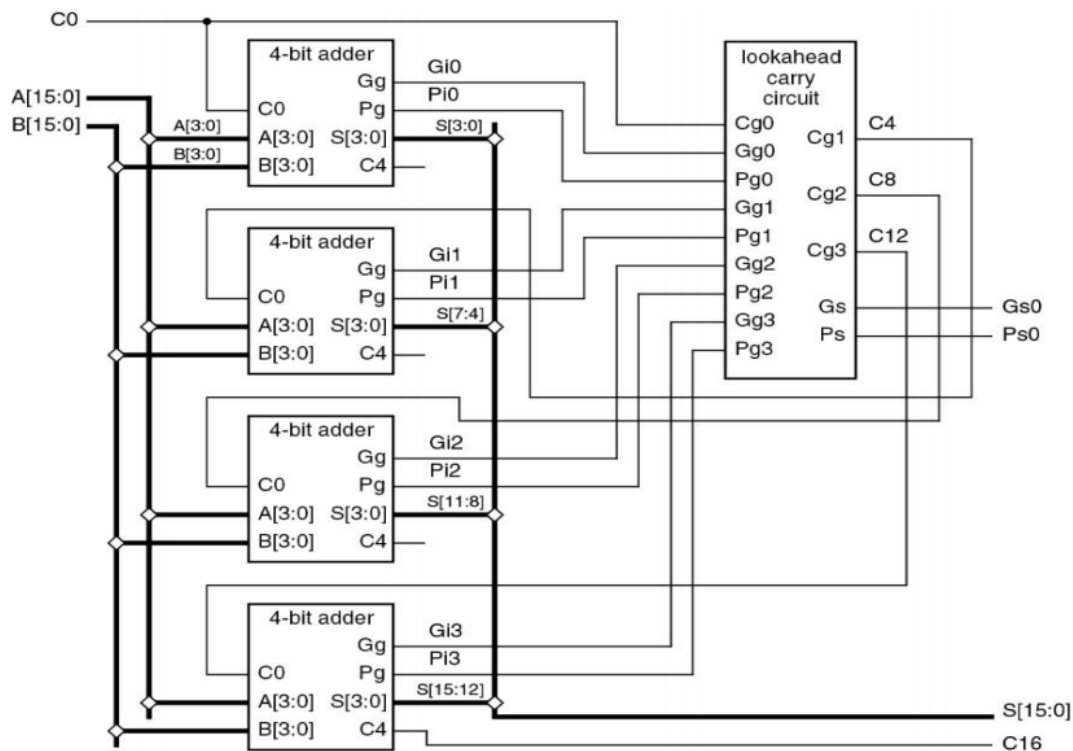 C0
A[15:0]
B[15:0]
4-bit adder
Gg
C0
Pg
A[3:0]
A[3:0]
S[3:0]
B[3:0]
B[3:0]
C4
Gi0
Pi0
S[3:0]
4-bit adder
Gg
C0
Pg
A[3:0]
S[3:0]
B[3:0]
C4
Gi1
Pi1
S[7:4]
4-bit adder
Gg
C0
Pg
A[3:0]
S[3:0]
B[3:0]
C4
Gi2
Pi2
S[11:8]
4-bit adder
Gg
C0
Pg
A[3:0]
S[3:0]
B[3:0]
C4
Gi3
Pi3
S[15:12]
lookahead
carry
circuit
Cg0
Gg0
Pg0
Gg1
Pg1
Gg2
Pg2
Gg3
Pg3
Cg1
Cg2
Cg3
Gs
Ps
C4
C8
C12
Gs0
Ps0
S[15:0]
C16